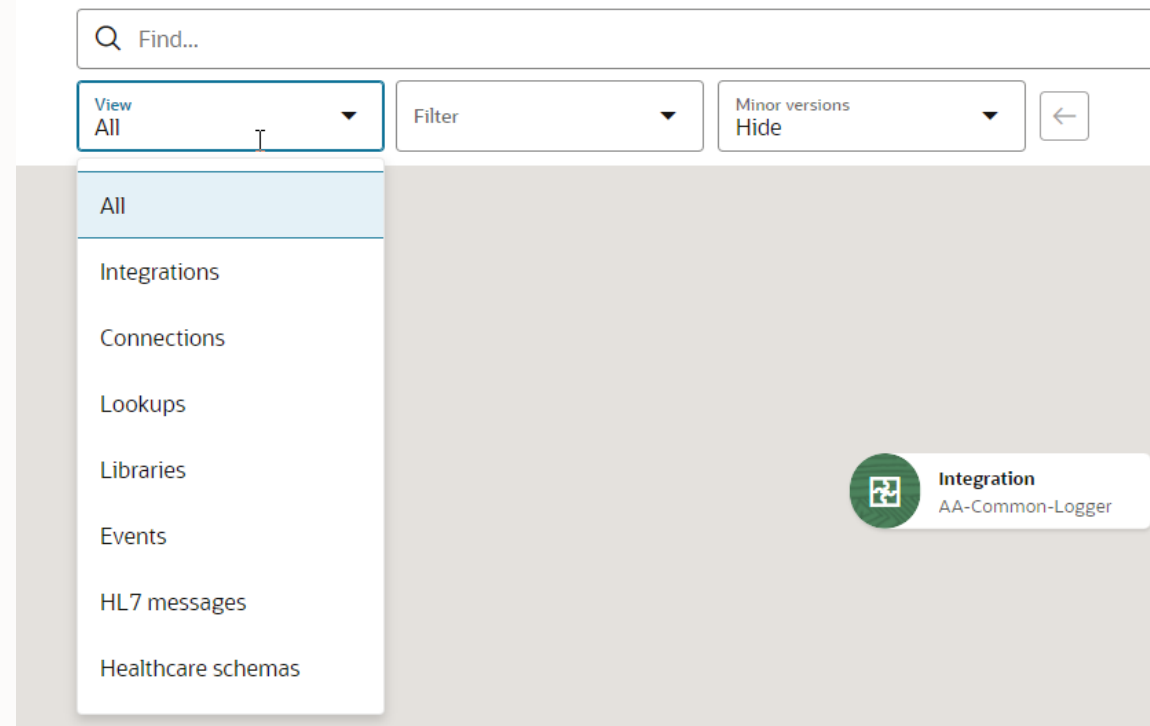 Find...
View
All
Filter
Minor versions
Hide
All
Integrations
Connections
Lookups
Libraries
Events
HL7 messages
Healthcare schemas
Integration
AA-Common-Logger